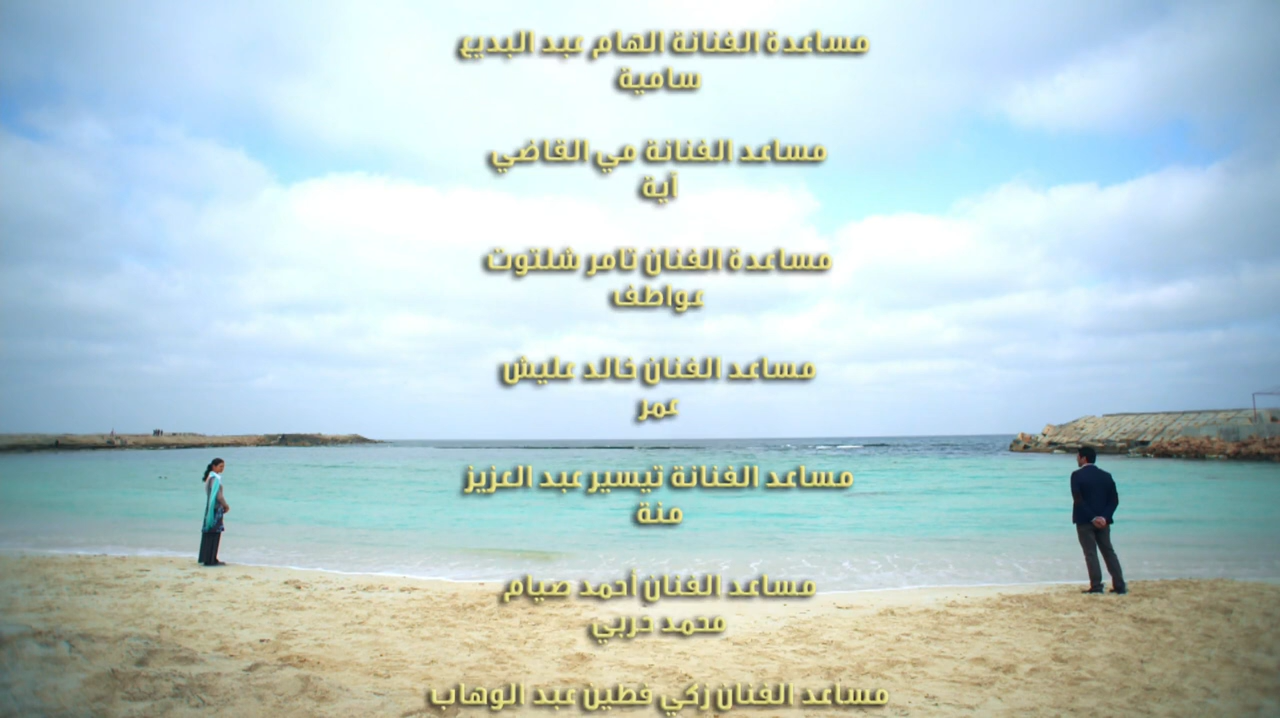 مساعدة الفنانة الهام عبد البديع
سامية
مساعد الفنانة مي القاضي
أية
مساعدة الفنان تامر شلتوت
عواطف
مساعد الفنان خالد عليش
عمر
مساعد الفنانة تيسير عبد العزيز
منة
مساعد الفنان أحمد صيام
محمد حربي
مساعد الفنان زكي فطين عبد الوهاب